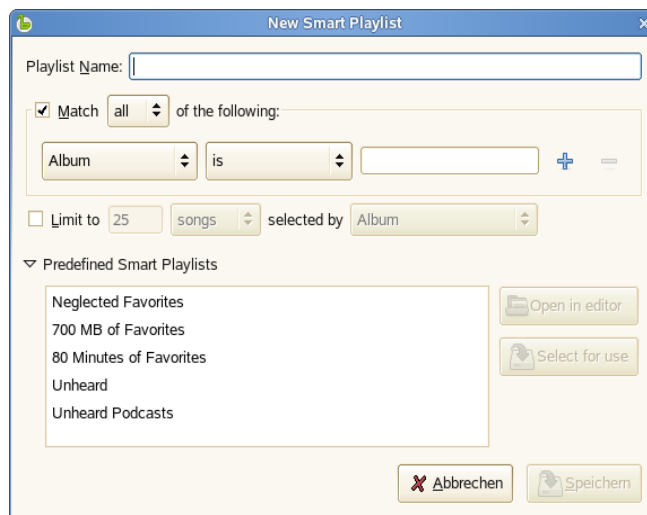 New Smart Playlist
Playlist Name:
Match all of the following:
Album is
Limit to 25 songs selected by Album
Predefined Smart Playlists
Neglected Favorites
700 MB of Favorites
80 Minutes of Favorites
Unheard
Unheard Podcasts
Open in editor
Select for use
Abbrechen Speichern